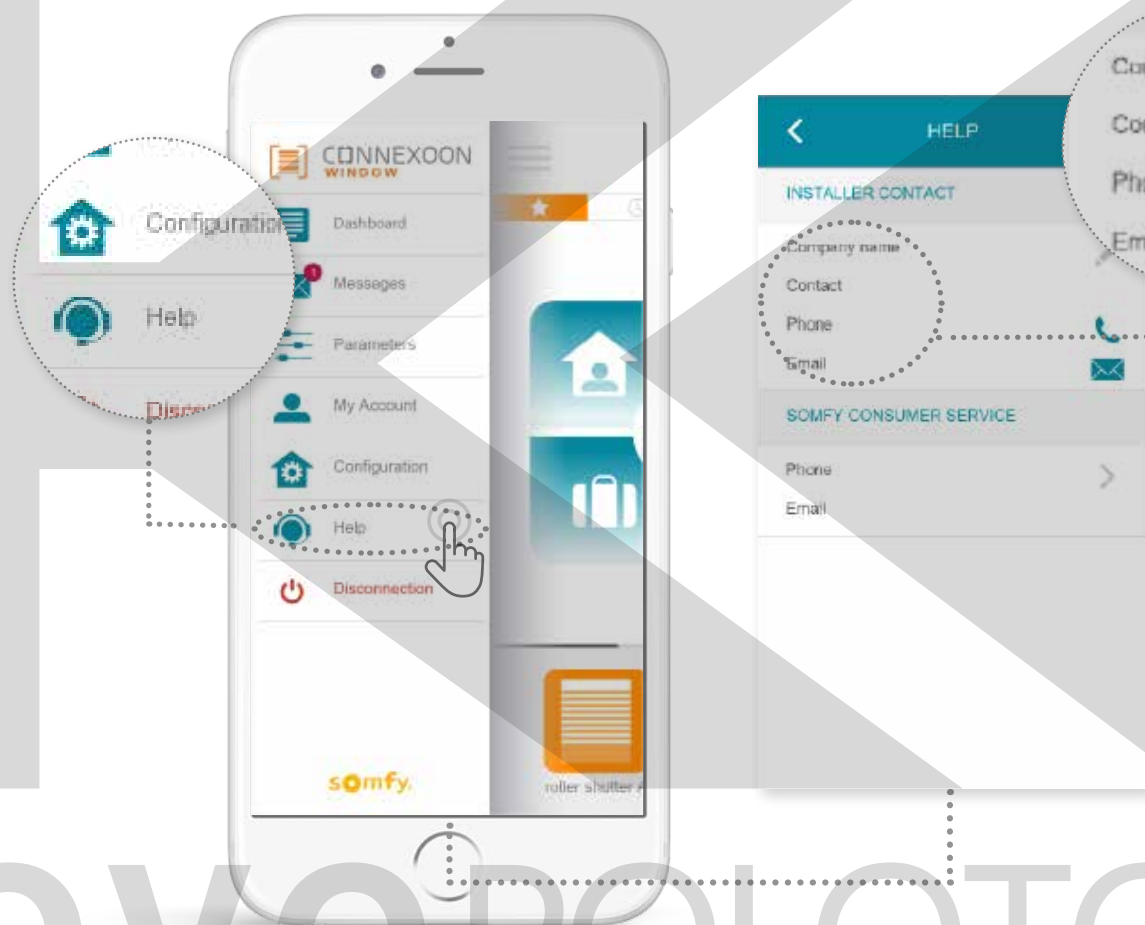 CONNEXOON
WINDOW
Dashboard
Messages
1
Parameters
My Account
Configuration
Help
Disconnection
somfy.
roller shutter
Configuration
Help
HELP
INSTALLER CONTACT
Company name
Contact
Phone
Email
SOMFY CONSUMER SERVICE
Phone
Email